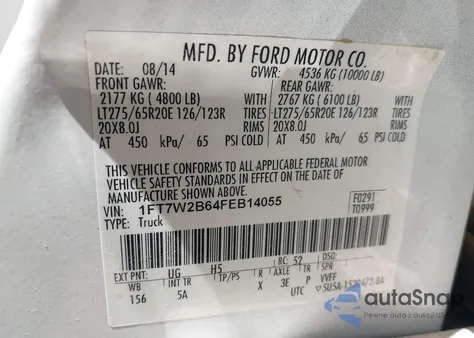 MFD. BY FORD MOTOR CO.
DATE: 08/14 GVWR: 4536 KG (10000 LB)
FRONT GAWR: REAR GAWR:
2177 KG ( 4800 LB) WITH 2767 KG ( 6100 LB) WITH
LT275/65R20E 126/123R TIRES LT275/65R20E 126/123R TIRES
20X8.0J RIMS 20X8.0J RIMS
AT 450 kPa/ 65 PSI COLD AT 450 kPa/ 65 PSI COLD
THIS VEHICLE CONFORMS TO ALL APPLICABLE FEDERAL MOTOR
VEHICLE SAFETY STANDARDS IN EFFECT ON THE DATE OF
MANUFACTURE SHOWN ABOVE.
VIN: 1FT7W2B64FEB14055 F0291
TYPE: Truck T0999
EXT PNT: UG H5 RC: 52 DSO:
WB INT TR TP/PS R AXLE TR SPR
156 5A X 3E P VVFF
UTC
autoSnap